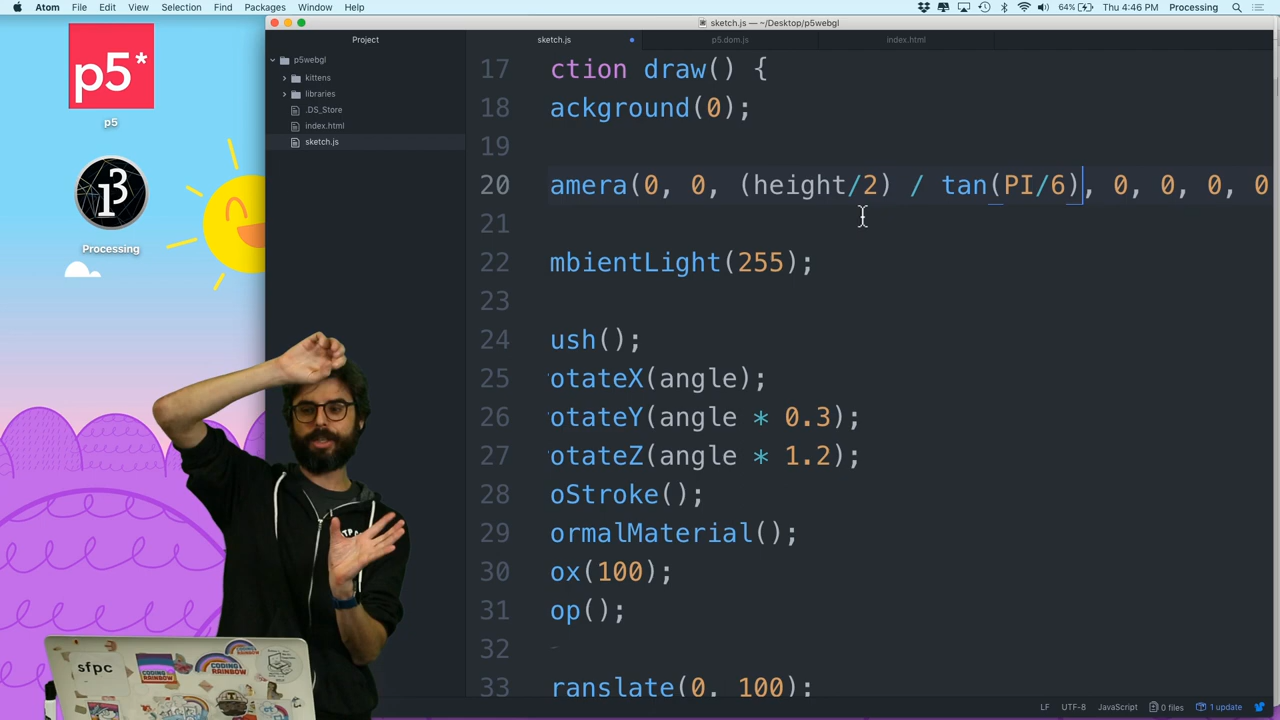 Atom File Edit View Selection Find Packages Window Help 64% Thu 4:46 PM Processing
sketch.js — ~/Desktop/p5webgl
Project
sketch.js p5.dom.js index.html
p5webgl
kittens
libraries
.DS_Store
index.html
sketch.js
p5*
p5
Processing
17 ction draw() {
18 ackground(0);
19
20 amera(0, 0, (height/2) / tan(PI/6), 0, 0, 0, 0
21
22 mbientLight(255);
23
24 ush();
25 otateX(angle);
26 otateY(angle * 0.3);
27 otateZ(angle * 1.2);
28 oStroke();
29 ormalMaterial();
30 ox(100);
31 op();
32
33 ranslate(0, 100);
sfpc
CODING RAINBOW
LF UTF-8 JavaScript 0 files 1 update